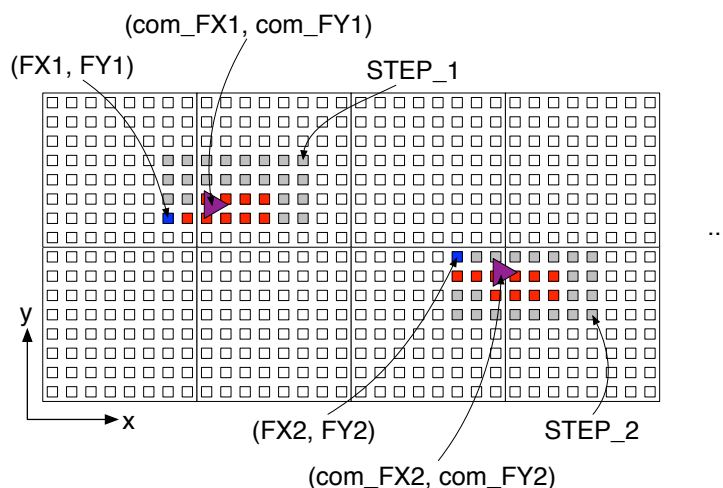 (com_FX1, com_FY1)
(FX1, FY1)
STEP_1
..
y
x
(FX2, FY2)
STEP_2
(com_FX2, com_FY2)